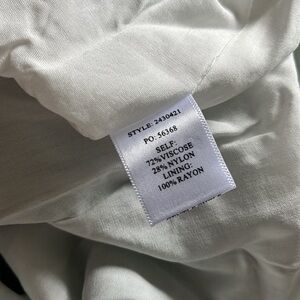 STYLE: 2430421
PO: 56368
SELF:
72%VISCOSE
28% NYLON
LINING:
100% RAYON